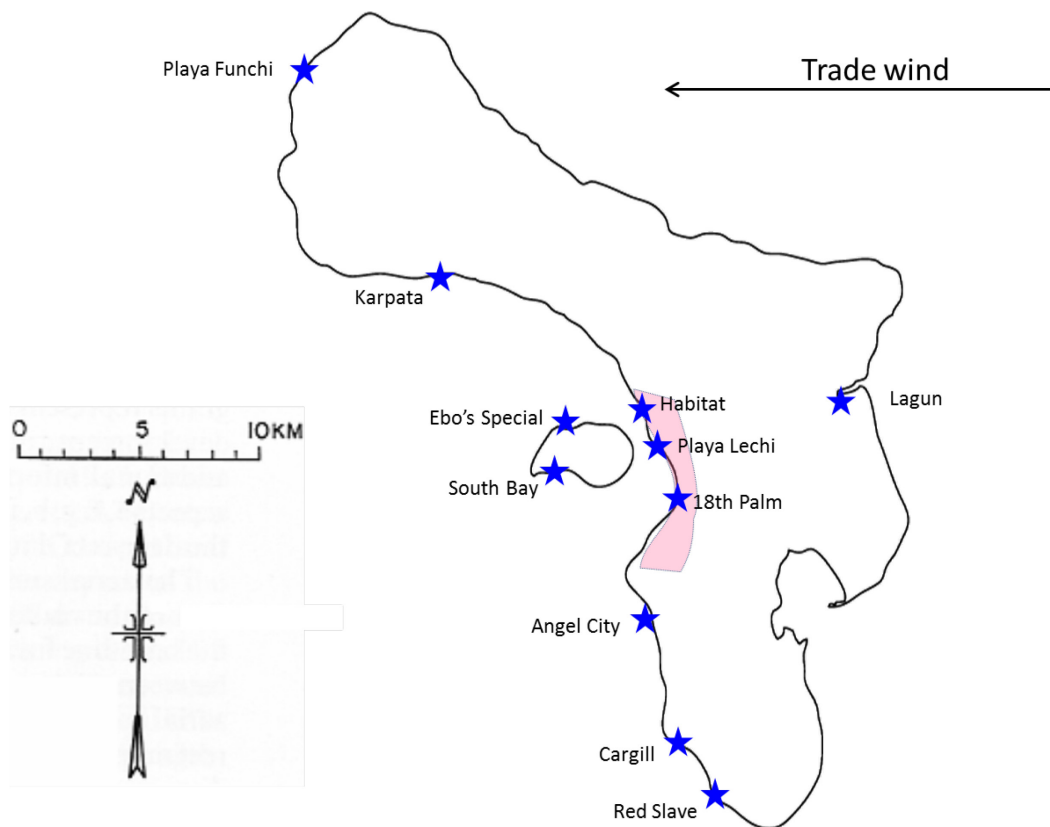 Playa Funchi
Trade wind
Karpata
Habitat
Lagun
Ebo's Special
Playa Lechi
South Bay
18th Palm
0 5 10KM
N
Angel City
Cargill
Red Slave